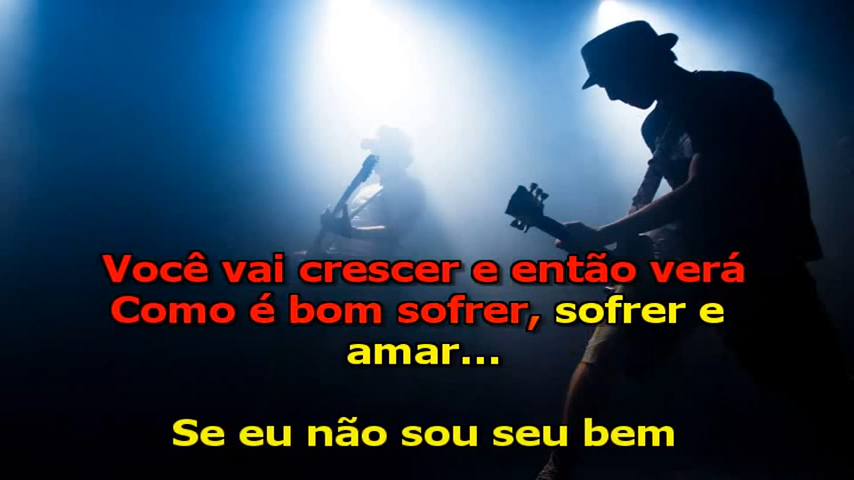 Você vai crescer e então verá
Como é bom sofrer, sofrer e
amar...
Se eu não sou seu bem